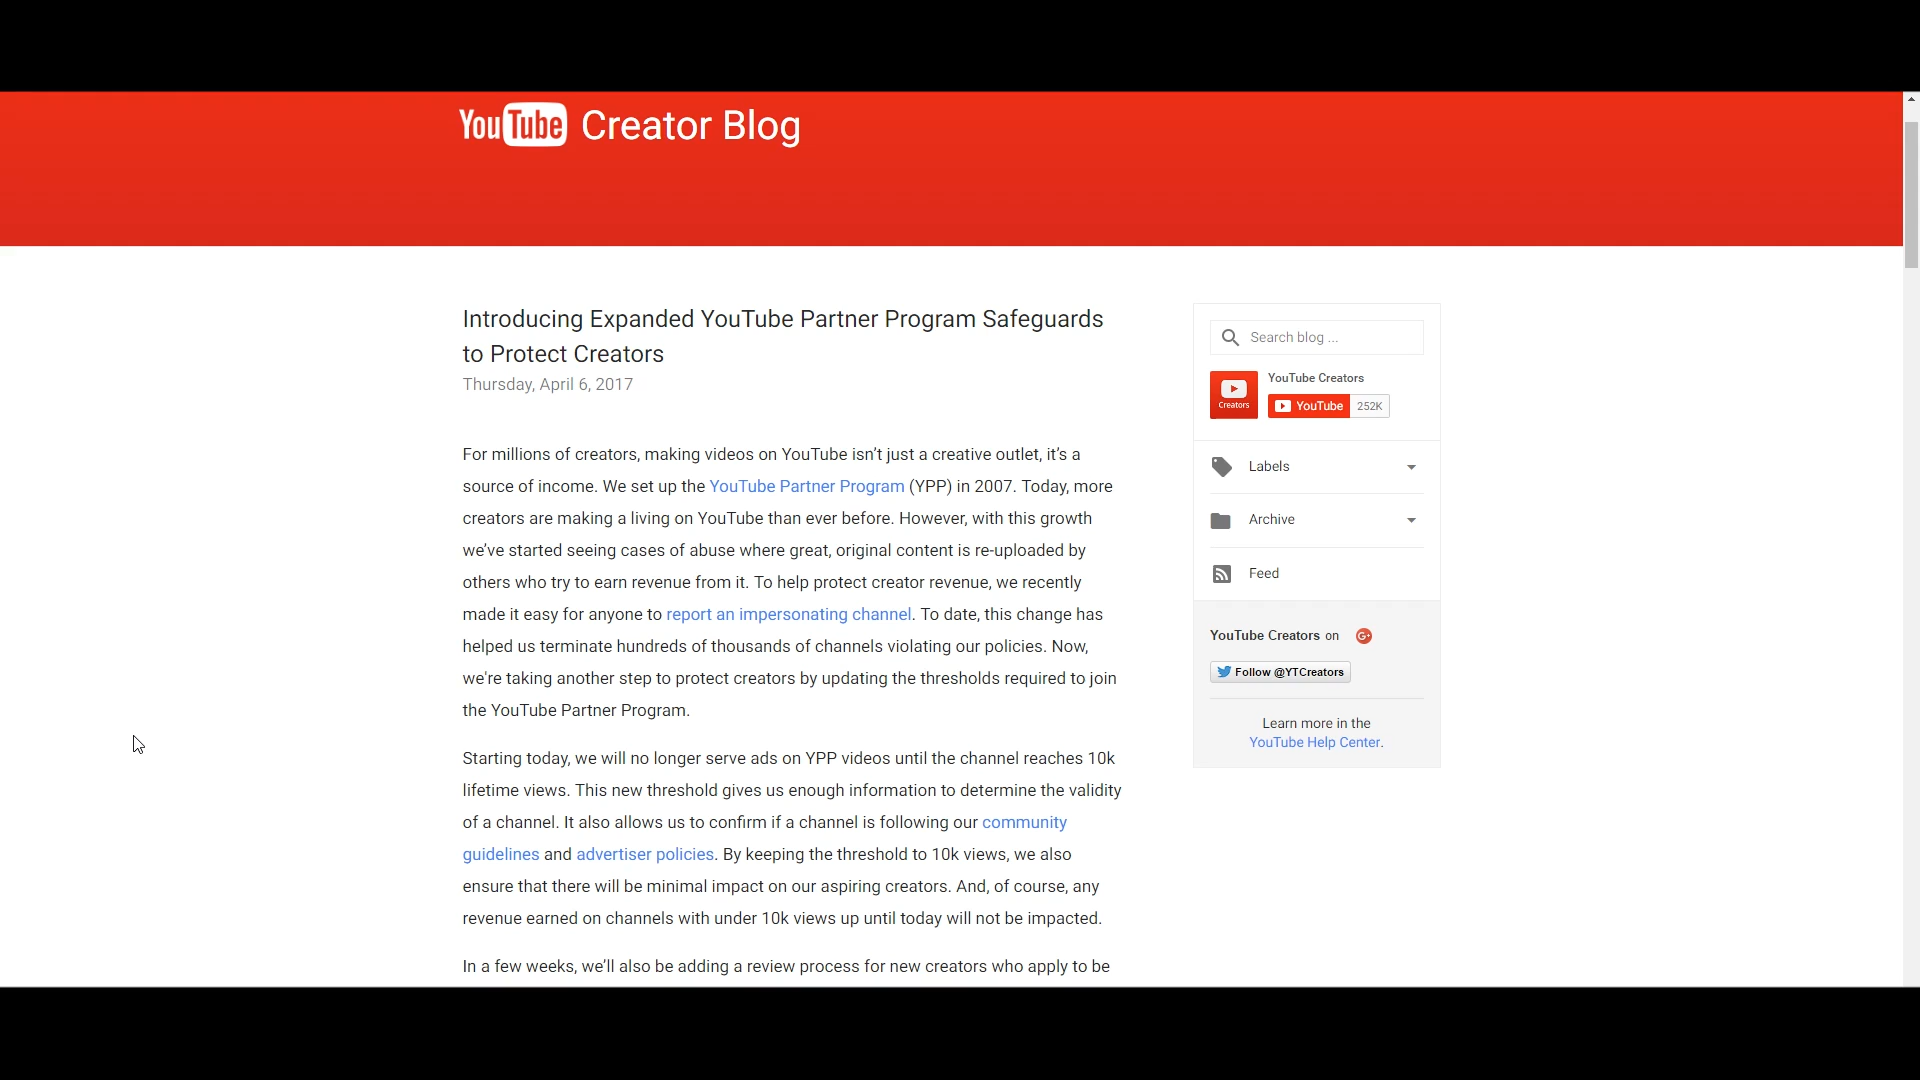 YouTube Creator Blog
Introducing Expanded YouTube Partner Program Safeguards
to Protect Creators
Thursday, April 6, 2017
For millions of creators, making videos on YouTube isn’t just a creative outlet, it’s a
source of income. We set up the YouTube Partner Program (YPP) in 2007. Today, more
creators are making a living on YouTube than ever before. However, with this growth
we’ve started seeing cases of abuse where great, original content is re-uploaded by
others who try to earn revenue from it. To help protect creator revenue, we recently
made it easy for anyone to report an impersonating channel. To date, this change has
helped us terminate hundreds of thousands of channels violating our policies. Now,
we're taking another step to protect creators by updating the thresholds required to join
the YouTube Partner Program.
Starting today, we will no longer serve ads on YPP videos until the channel reaches 10k
lifetime views. This new threshold gives us enough information to determine the validity
of a channel. It also allows us to confirm if a channel is following our community
guidelines and advertiser policies. By keeping the threshold to 10k views, we also
ensure that there will be minimal impact on our aspiring creators. And, of course, any
revenue earned on channels with under 10k views up until today will not be impacted.
In a few weeks, we’ll also be adding a review process for new creators who apply to be
Search blog ...
Creators
YouTube Creators
YouTube 252K
Labels
Archive
Feed
YouTube Creators on G+
Follow @YTCreators
Learn more in the
YouTube Help Center.